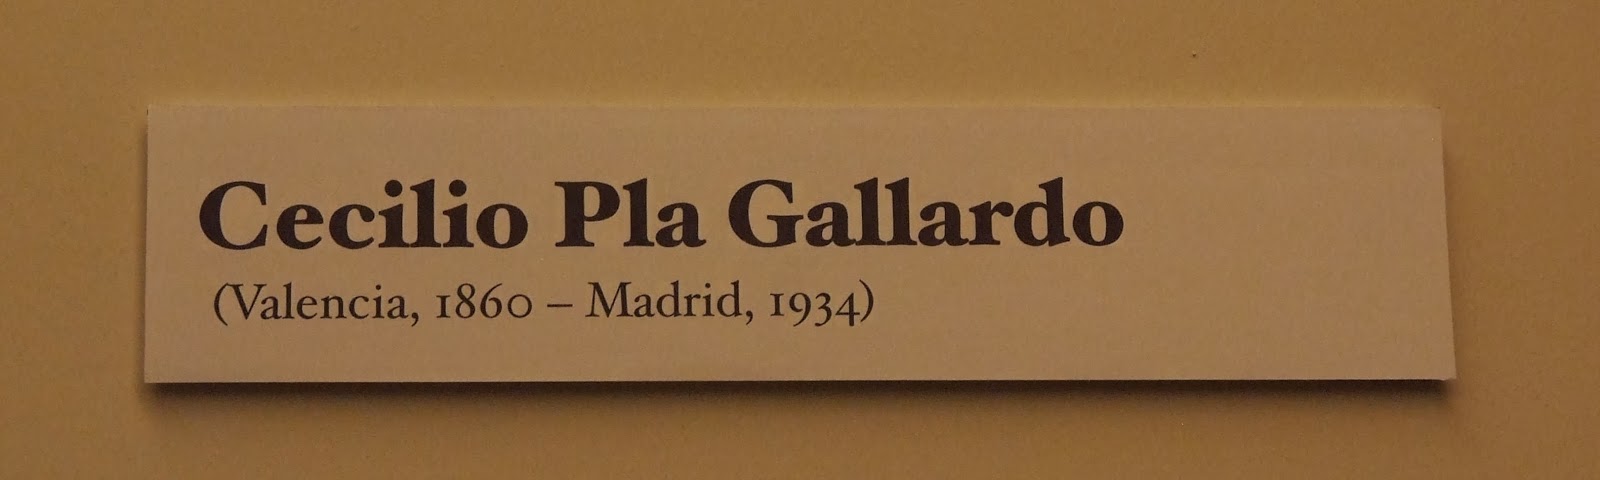 Cecilio Pla Gallardo
(Valencia, 1860 – Madrid, 1934)